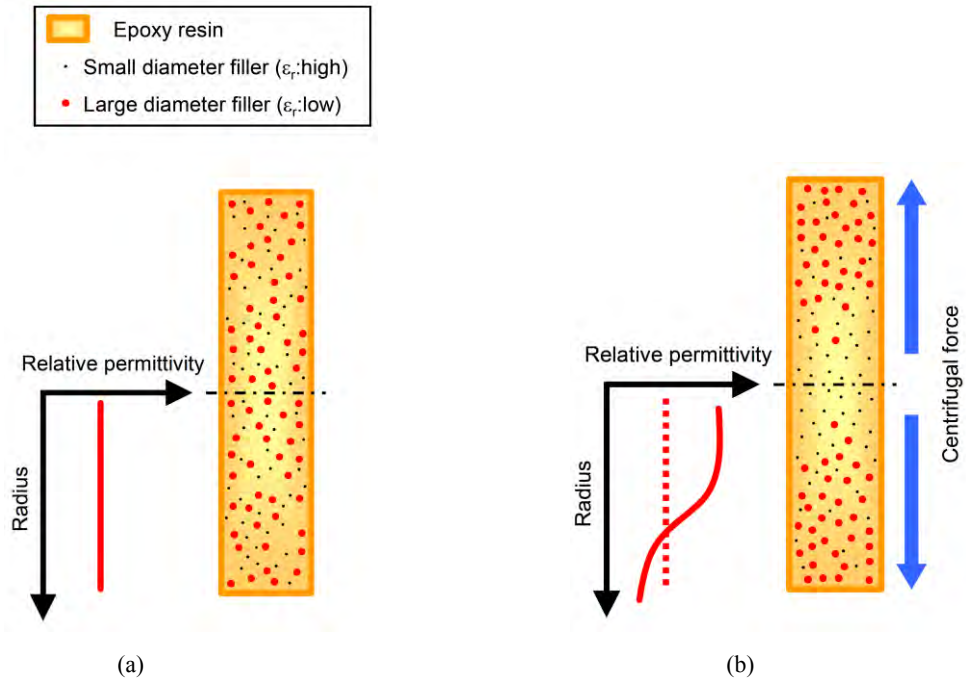 Epoxy resin
Small diameter filler (εr:high)
Large diameter filler (εr:low)
Relative permittivity
Radius
(a)
Relative permittivity
Radius
Centrifugal force
(b)